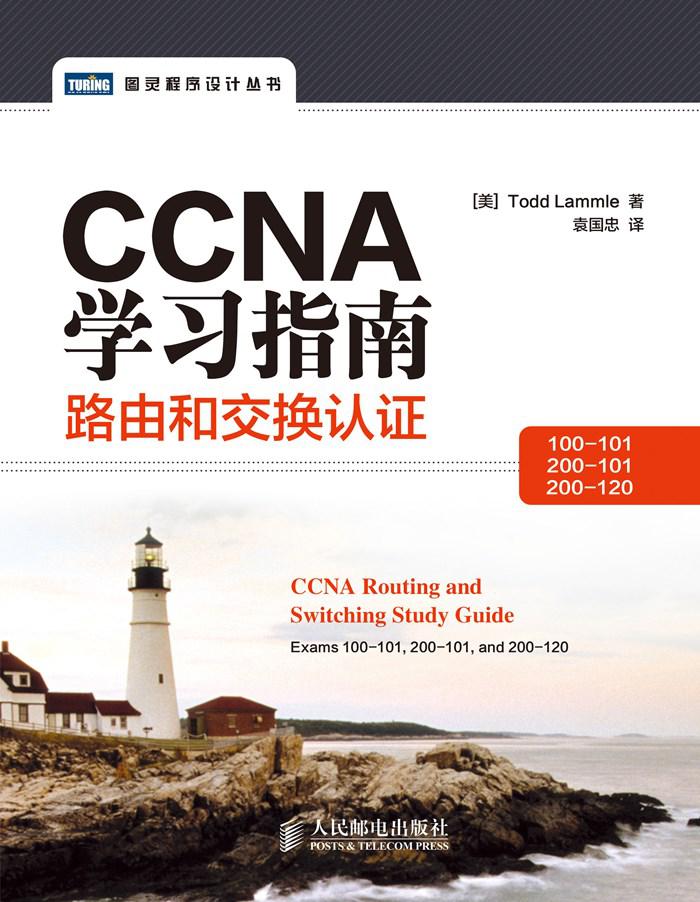 TURING 图灵程序设计丛书
[美] Todd Lammle 著
袁国忠 译
CCNA
学习指南
路由和交换认证
100-101
200-101
200-120
CCNA Routing and
Switching Study Guide
Exams 100-101, 200-101, and 200-120
人民邮电出版社
POSTS & TELECOM PRESS